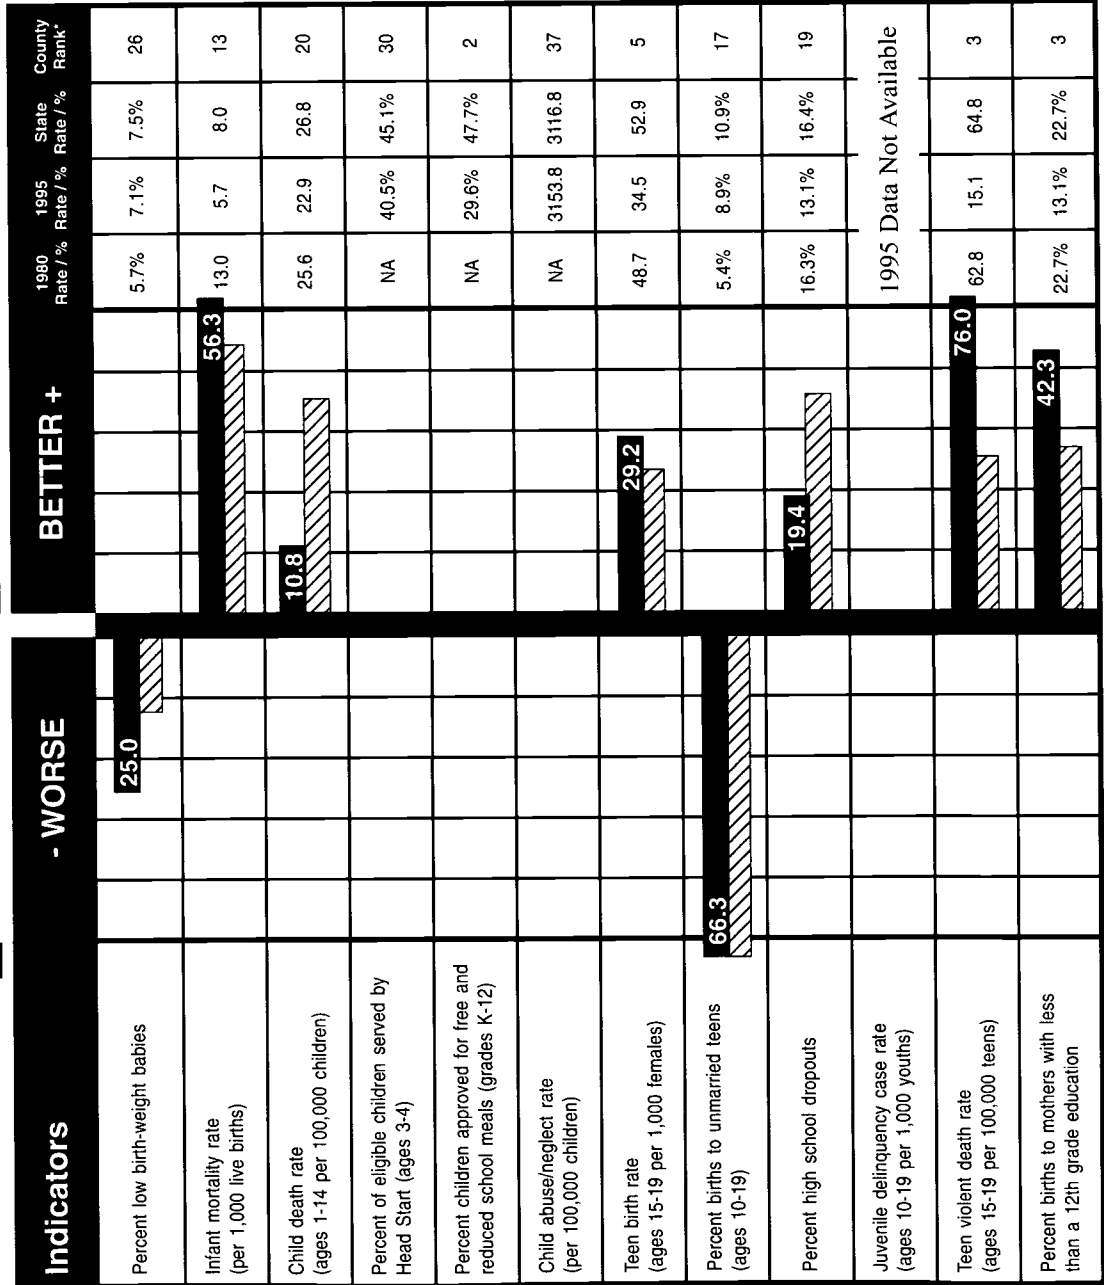 Indicators - WORSE BETTER + 1980 Rate / % 1995 Rate / % State Rate / % County Rank*
Percent low birth-weight babies 25.0 5.7% 7.1% 7.5% 26
Infant mortality rate
(per 1,000 live births) 56.3 13.0 5.7 8.0 13
Child death rate
(ages 1-14 per 100,000 children) 10.8 25.6 22.9 26.8 20
Percent of eligible children served by
Head Start (ages 3-4) NA 40.5% 45.1% 30
Percent children approved for free and
reduced school meals (grades K-12) NA 29.6% 47.7% 2
Child abuse/neglect rate
(per 100,000 children) NA 3153.8 3116.8 37
Teen birth rate
(ages 15-19 per 1,000 females) 29.2 48.7 34.5 52.9 5
Percent births to unmarried teens
(ages 10-19) 66.3 5.4% 8.9% 10.9% 17
Percent high school dropouts 19.4 16.3% 13.1% 16.4% 19
Juvenile delinquency case rate
(ages 10-19 per 1,000 youths) 1995 Data Not Available
Teen violent death rate
(ages 15-19 per 100,000 teens) 76.0 62.8 15.1 64.8 3
Percent births to mothers with less
than a 12th grade education 42.3 22.7% 13.1% 22.7% 3